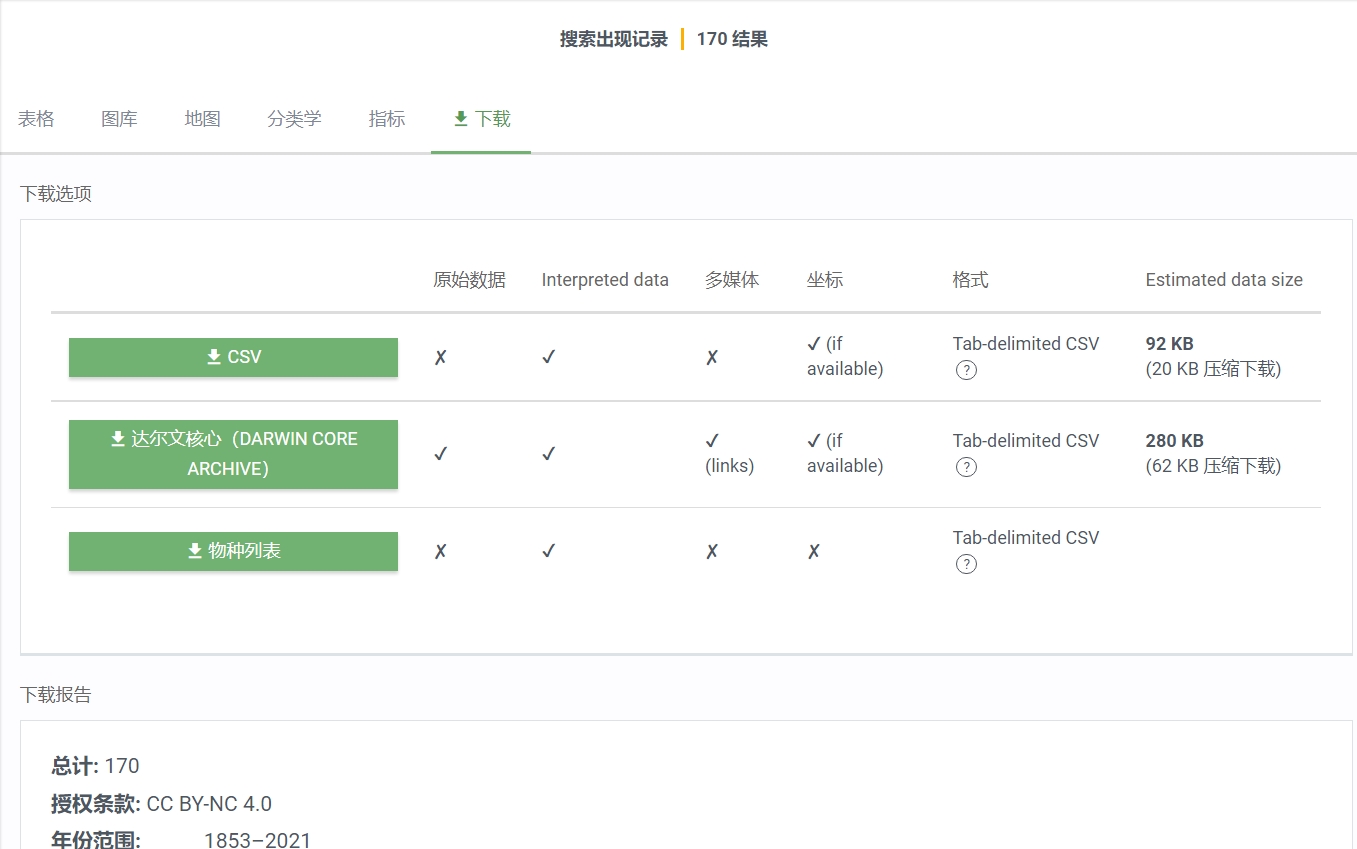 搜索出现记录 170 结果
表格 图库 地图 分类学 指标 下载
下载选项
原始数据 Interpreted data 多媒体 坐标 格式 Estimated data size
CSV ✗ ✓ ✗ ✓ (if available) Tab-delimited CSV ? 92 KB (20 KB 压缩下载)
达尔文核心（DARWIN CORE ARCHIVE） ✓ ✓ ✓ (links) ✓ (if available) Tab-delimited CSV ? 280 KB (62 KB 压缩下载)
物种列表 ✗ ✓ ✗ ✗ Tab-delimited CSV ?
下载报告
总计: 170
授权条款: CC BY-NC 4.0
年份范围: 1853–2021